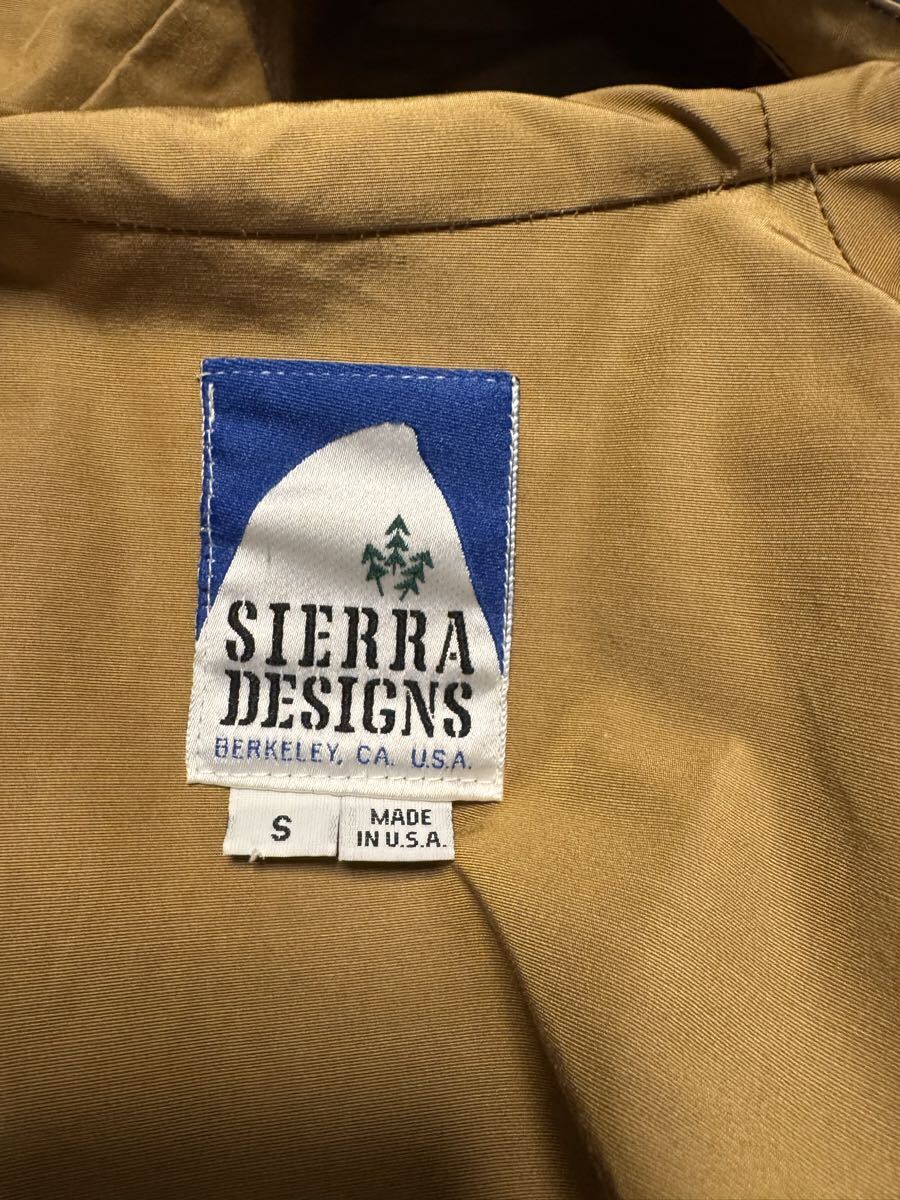 SIERRA
DESIGNS
BERKELEY, CA. U.S.A.
S
MADE
IN U.S.A.